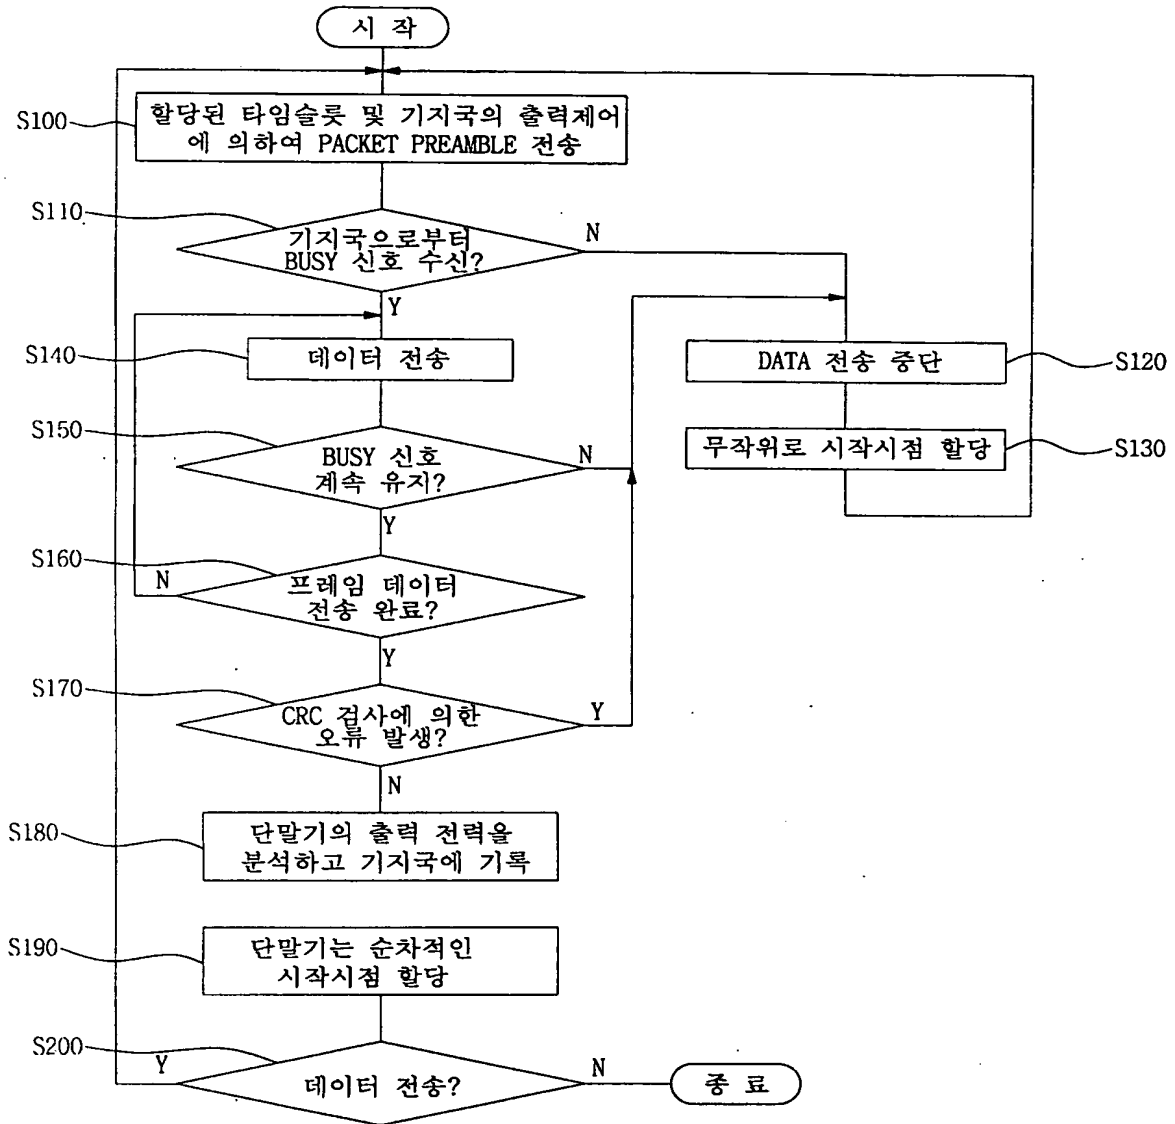 시 작
S100
할당된 타임슬롯 및 기지국의 출력제어
에 의하여 PACKET PREAMBLE 전송
S110
기지국으로부터
BUSY 신호 수신?
N
Y
S140
데이터 전송
DATA 전송 중단
S120
S150
BUSY 신호
계속 유지?
N
무작위로 시작시점 할당
S130
Y
S160
프레임 데이터
전송 완료?
N
Y
S170
CRC 검사에 의한
오류 발생?
Y
N
S180
단말기의 출력 전력을
분석하고 기지국에 기록
S190
단말기는 순차적인
시작시점 할당
S200
Y
데이터 전송?
N
종 료